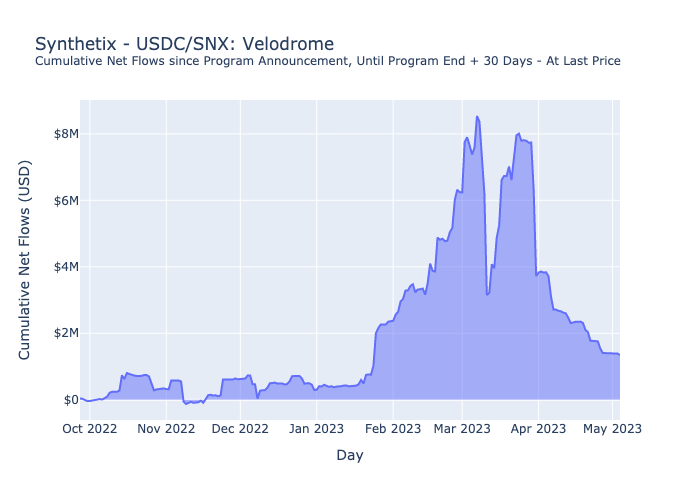 Synthetix - USDC/SNX: Velodrome
Cumulative Net Flows since Program Announcement, Until Program End + 30 Days - At Last Price
Cumulative Net Flows (USD)
$8M
$6M
$4M
$2M
$0
Oct 2022 Nov 2022 Dec 2022 Jan 2023 Feb 2023 Mar 2023 Apr 2023 May 2023
Day